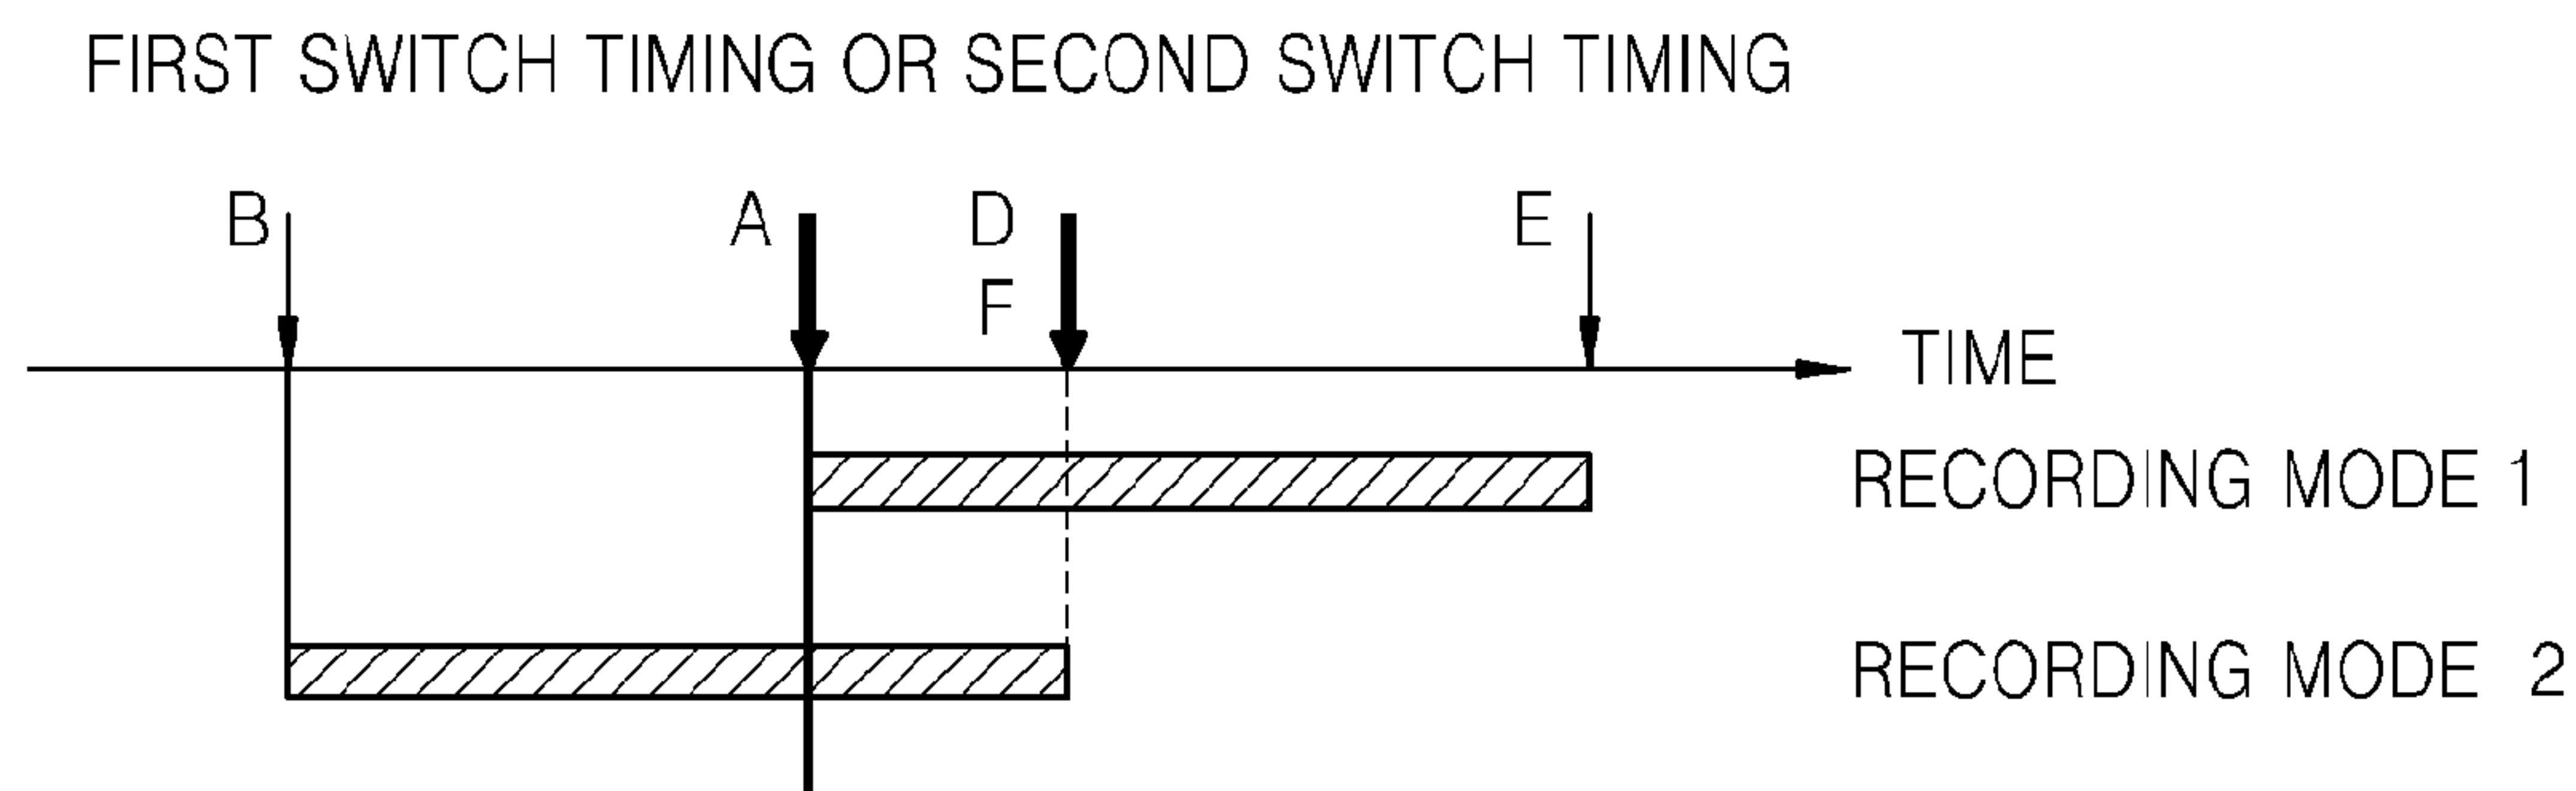 FIRST SWITCH TIMING OR SECOND SWITCH TIMING
B A D E
F
TIME
RECORDING MODE 1
RECORDING MODE 2